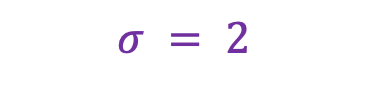 σ = 2